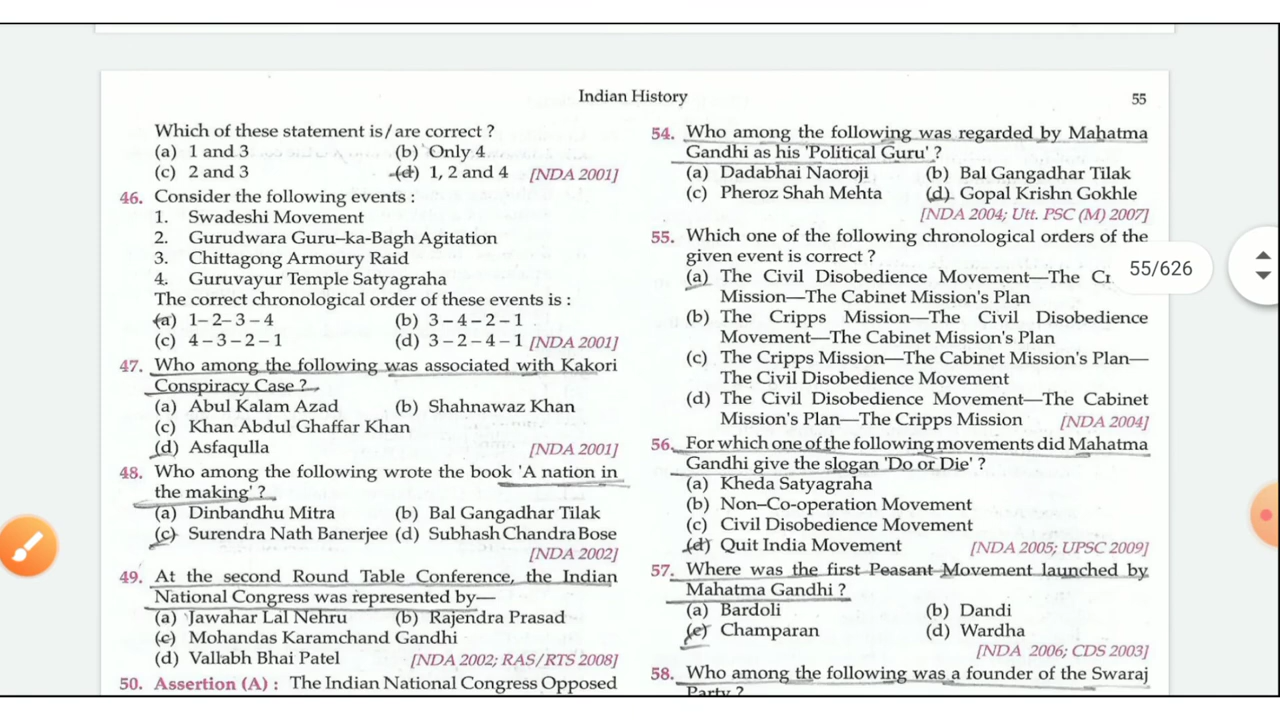 Indian History
55
Which of these statement is/are correct ?
(a) 1 and 3 (b) Only 4
(c) 2 and 3 (d) 1, 2 and 4 [NDA 2001]
46. Consider the following events :
1. Swadeshi Movement
2. Gurudwara Guru–ka-Bagh Agitation
3. Chittagong Armoury Raid
4. Guruvayur Temple Satyagraha
The correct chronological order of these events is :
(a) 1– 2– 3 – 4 (b) 3 – 4 – 2 – 1
(c) 4 – 3 – 2 – 1 (d) 3 – 2 – 4 – 1 [NDA 2001]
47. Who among the following was associated with Kakori
Conspiracy Case ?
(a) Abul Kalam Azad (b) Shahnawaz Khan
(c) Khan Abdul Ghaffar Khan
(d) Asfaqulla [NDA 2001]
48. Who among the following wrote the book 'A nation in
the making' ?
(a) Dinbandhu Mitra (b) Bal Gangadhar Tilak
(c) Surendra Nath Banerjee (d) Subhash Chandra Bose
[NDA 2002]
49. At the second Round Table Conference, the Indian
National Congress was represented by—
(a) Jawahar Lal Nehru (b) Rajendra Prasad
(c) Mohandas Karamchand Gandhi
(d) Vallabh Bhai Patel [NDA 2002; RAS/RTS 2008]
50. Assertion (A) : The Indian National Congress Opposed
54. Who among the following was regarded by Mahatma
Gandhi as his 'Political Guru' ?
(a) Dadabhai Naoroji (b) Bal Gangadhar Tilak
(c) Pheroz Shah Mehta (d) Gopal Krishn Gokhle
[NDA 2004; Utt. PSC (M) 2007]
55. Which one of the following chronological orders of the
given event is correct ?
(a) The Civil Disobedience Movement—The
Mission—The Cabinet Mission's Plan
(b) The Cripps Mission—The Civil Disobedience
Movement—The Cabinet Mission's Plan
(c) The Cripps Mission—The Cabinet Mission's Plan—
The Civil Disobedience Movement
(d) The Civil Disobedience Movement—The Cabinet
Mission's Plan—The Cripps Mission [NDA 2004]
56. For which one of the following movements did Mahatma
Gandhi give the slogan 'Do or Die' ?
(a) Kheda Satyagraha
(b) Non–Co-operation Movement
(c) Civil Disobedience Movement
(d) Quit India Movement [NDA 2005; UPSC 2009]
57. Where was the first Peasant Movement launched by
Mahatma Gandhi ?
(a) Bardoli (b) Dandi
(c) Champaran (d) Wardha
[NDA 2006; CDS 2003]
58. Who among the following was a founder of the Swaraj
Party ?
55/626